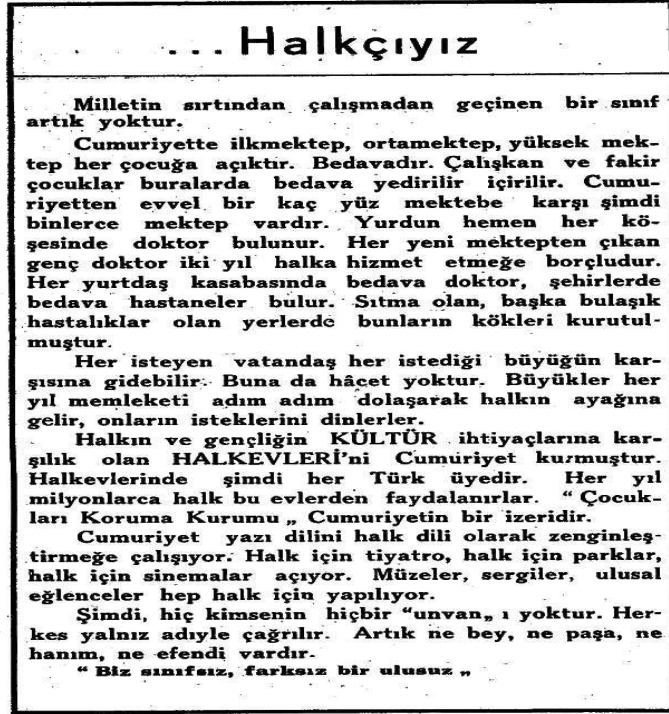 ... Halkçıyız
Milletin sırtından çalışmadan geçinen bir sınıf
artık yoktur.
Cumuriyette ilkmektep, ortamektep, yüksek mek-
tep her çocuğa açıktır. Bedavadır. Çalışkan ve fakir
çocuklar buralarda bedava yedirilir içirilir. Cumu-
riyetten evvel bir kaç yüz mektebe karşı şimdi
binlerce mektep vardır. Yurdun hemen her kö-
şesinde doktor bulunur. Her yeni mektepten çıkan
genç doktor iki yıl halka hizmet etmeğe borçludur.
Her yurtdaş kasabasında bedava doktor, şehirlerde
bedava hastaneler bulur. Sıtma olan, başka bulaşık
hastalıklar olan yerlerde bunların kökleri kurutul-
muştur.
Her isteyen vatandaş her istediği büyüğün kar-
şısına gidebilir. Buna da hâcet yoktur. Büyükler her
yıl memleketi adım adım dolaşarak halkın ayağına
gelir, onların isteklerini dinlerler.
Halkın ve gençliğin KÜLTÜR ihtiyaçlarına kar-
şılık olan HALKEVLERİ'ni Cumuriyet kurmuştur.
Halkevlerinde şimdi her Türk üyedir. Her yıl
milyonlarca halk bu evlerden faydalanırlar. “ Çocuk-
ları Koruma Kurumu „ Cumuriyetin bir izeridir.
Cumuriyet yazı dilini halk dili olarak zenginleş-
tirmeğe çalışıyor. Halk için tiyatro, halk için parklar,
halk için sinemalar açıyor. Müzeler, sergiler, ulusal
eğlenceler hep halk için yapılıyor.
Şimdi, hiç kimsenin hiçbir “unvan„ ı yoktur. Her-
kes yalnız adıyle çağrılır. Artık ne bey, ne paşa, ne
hanım, ne efendi vardır.
“ Biz sınıfsız, farksız bir ulusuz „